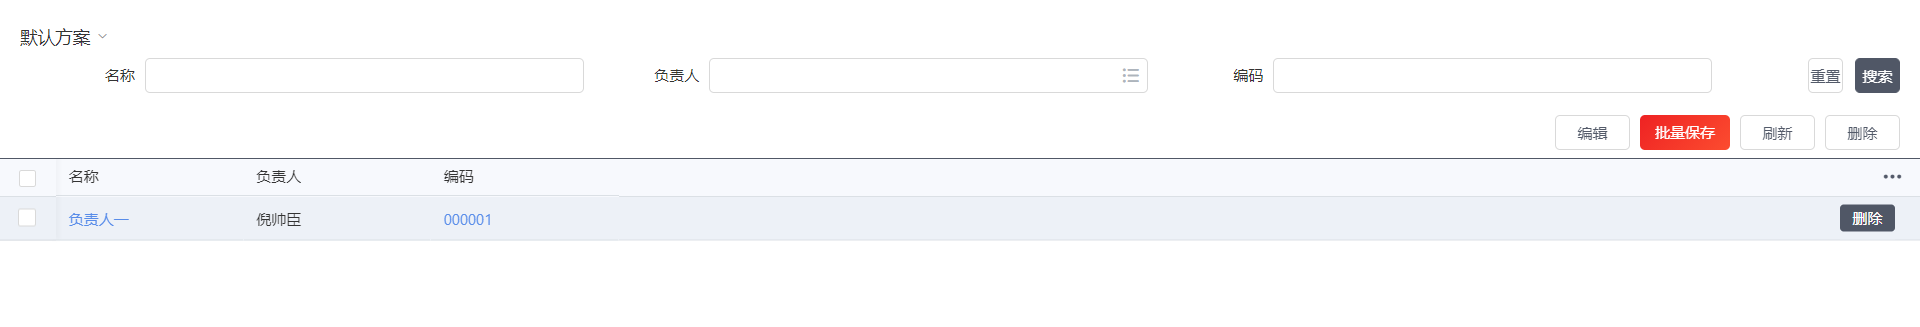 默认方案
名称 负责人 编码 重置 搜索
编辑 批量保存 刷新 删除
名称 负责人 编码
负责人一 倪帅臣 000001 删除